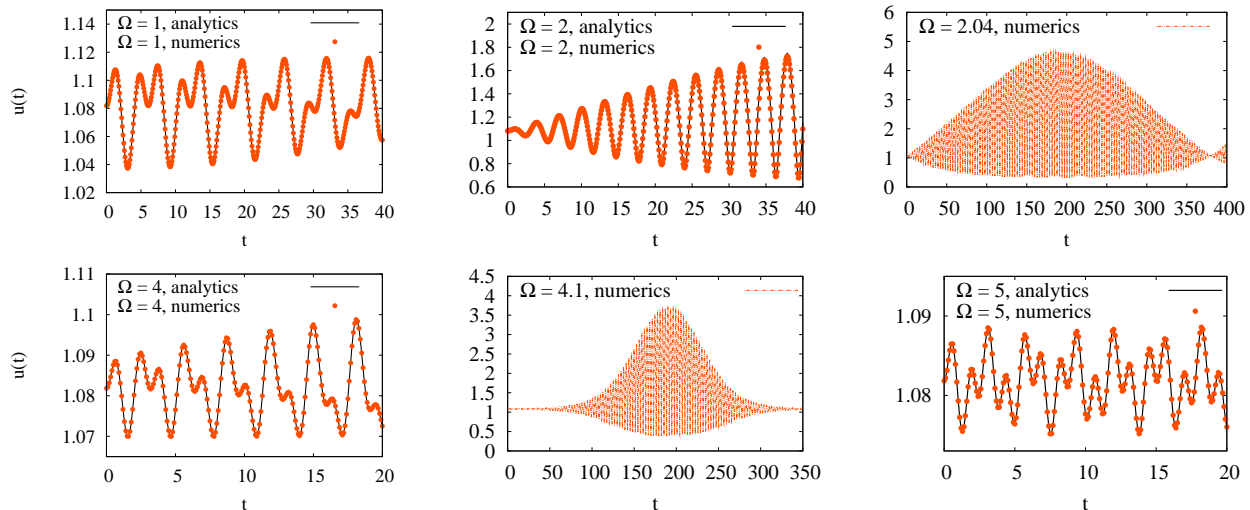 Ω = 1, analytics
Ω = 1, numerics
1.14
1.12
1.10
1.08
1.06
1.04
1.02
u(t)
0 5 10 15 20 25 30 35 40
t
Ω = 2, analytics
Ω = 2, numerics
2
1.8
1.6
1.4
1.2
1
0.8
0.6
0 5 10 15 20 25 30 35 40
t
Ω = 2.04, numerics
6
5
4
3
2
1
0
0 50 100 150 200 250 300 350 400
t
Ω = 4, analytics
Ω = 4, numerics
1.11
1.10
1.09
1.08
1.07
u(t)
0 5 10 15 20
t
Ω = 4.1, numerics
4.5
4
3.5
3
2.5
2
1.5
1
0.5
0
0 50 100 150 200 250 300 350
t
Ω = 5, analytics
Ω = 5, numerics
1.09
1.08
0 5 10 15 20
t